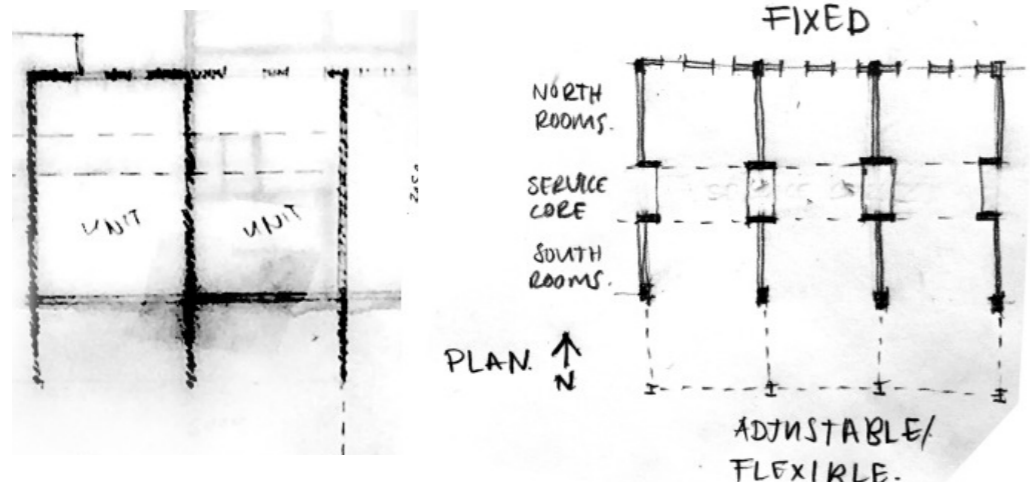 UNIT
UNIT
FIXED
NORTH
ROOMS.
SERVICE
CORE
SOUTH
ROOMS.
PLAN.
N
ADJUSTABLE/
FLEXIBLE.